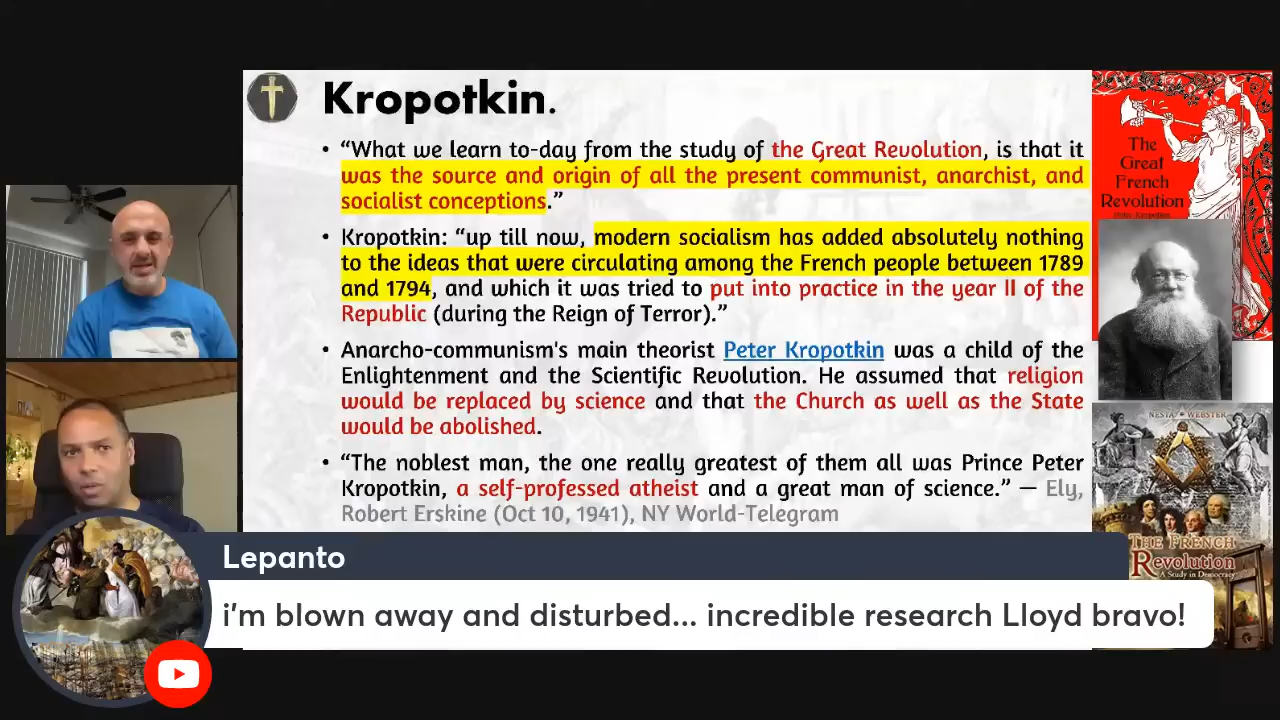 Kropotkin.
• “What we learn to-day from the study of the Great Revolution, is that it
was the source and origin of all the present communist, anarchist, and
socialist conceptions.”
• Kropotkin: “up till now, modern socialism has added absolutely nothing
to the ideas that were circulating among the French people between 1789
and 1794, and which it was tried to put into practice in the year II of the
Republic (during the Reign of Terror).”
• Anarcho-communism's main theorist Peter Kropotkin was a child of the
Enlightenment and the Scientific Revolution. He assumed that religion
would be replaced by science and that the Church as well as the State
would be abolished.
• “The noblest man, the one really greatest of them all was Prince Peter
Kropotkin, a self-professed atheist and a great man of science.” — Ely,
Robert Erskine (Oct 10, 1941), NY World-Telegram
The
Great
French
Revolution
Peter Kropotkin
NESTA WEBSTER
THE FRENCH
Revolution
A Study in Democracy
Lepanto
i'm blown away and disturbed... incredible research Lloyd bravo!